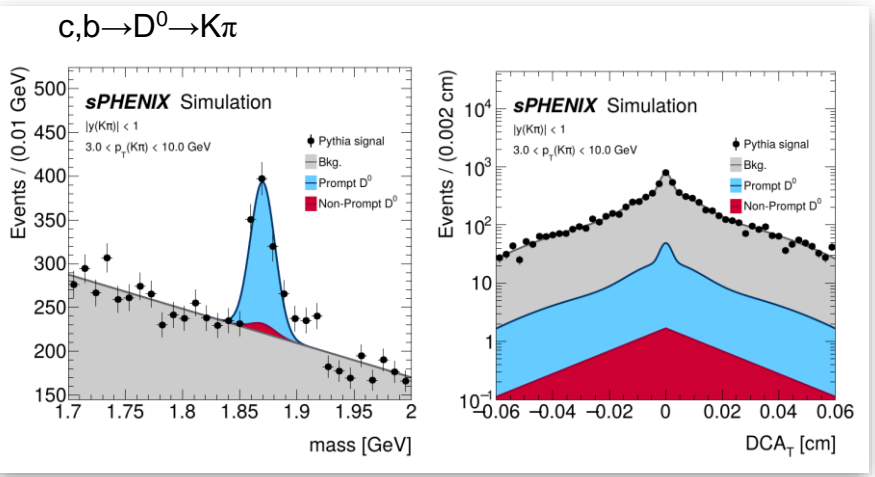 c,b→D⁰→Kπ
Events / (0.01 GeV)
500
450
400
350
300
250
200
150
sPHENIX Simulation
|y(Kπ)| < 1
3.0 < p_T(Kπ) < 10.0 GeV
Pythia signal
Bkg.
Prompt D⁰
Non-Prompt D⁰
1.7 1.75 1.8 1.85 1.9 1.95 2
mass [GeV]
Events / (0.002 cm)
10⁴
10³
10²
10
1
10⁻¹
sPHENIX Simulation
|y(Kπ)| < 1
3.0 < p_T(Kπ) < 10.0 GeV
Pythia signal
Bkg.
Prompt D⁰
Non-Prompt D⁰
−0.06 −0.04 −0.02 0 0.02 0.04 0.06
DCA_T [cm]